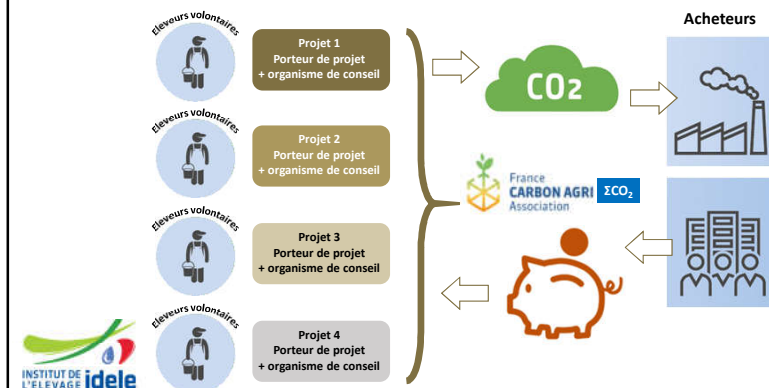 Eleveurs volontaires
Projet 1
Porteur de projet
+ organisme de conseil
Eleveurs volontaires
Projet 2
Porteur de projet
+ organisme de conseil
Eleveurs volontaires
Projet 3
Porteur de projet
+ organisme de conseil
Eleveurs volontaires
Projet 4
Porteur de projet
+ organisme de conseil
CO2
France
CARBON AGRI
Association
ΣCO₂
Acheteurs
INSTITUT DE
L'ELEVAGE idele